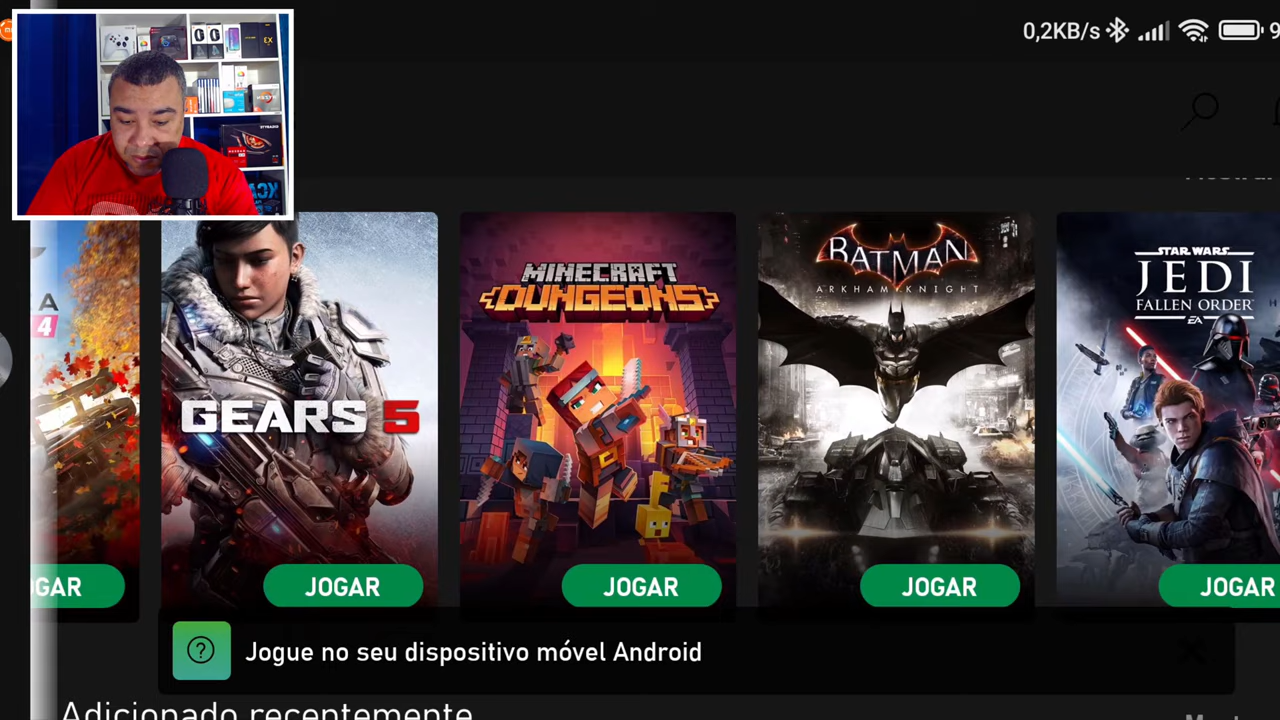 0,2KB/s
A
4
GEARS 5
MINECRAFT
DUNGEONS
BATMAN
ARKHAM KNIGHT
STAR WARS
JEDI
FALLEN ORDER
EA
JOGAR
JOGAR
JOGAR
JOGAR
Jogue no seu dispositivo móvel Android
Adicionado recentemente